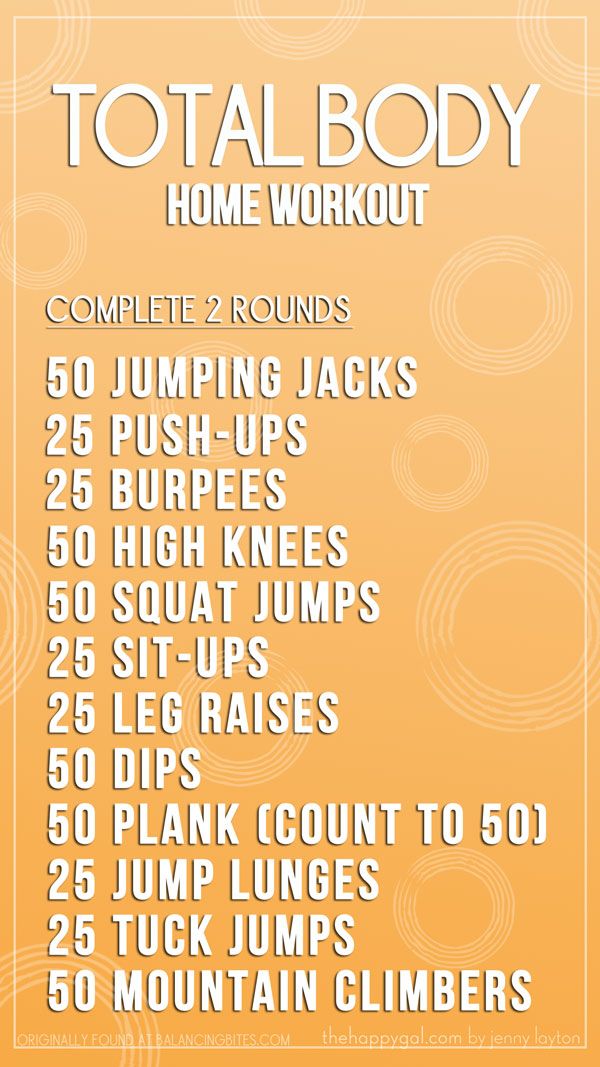 TOTAL BODY
HOME WORKOUT
COMPLETE 2 ROUNDS
50 JUMPING JACKS
25 PUSH-UPS
25 BURPEES
50 HIGH KNEES
50 SQUAT JUMPS
25 SIT-UPS
25 LEG RAISES
50 DIPS
50 PLANK (COUNT TO 50)
25 JUMP LUNGES
25 TUCK JUMPS
50 MOUNTAIN CLIMBERS
ORIGINALLY FOUND AT BALANCINGBITES.COM
thehappygal.com by jenny layton